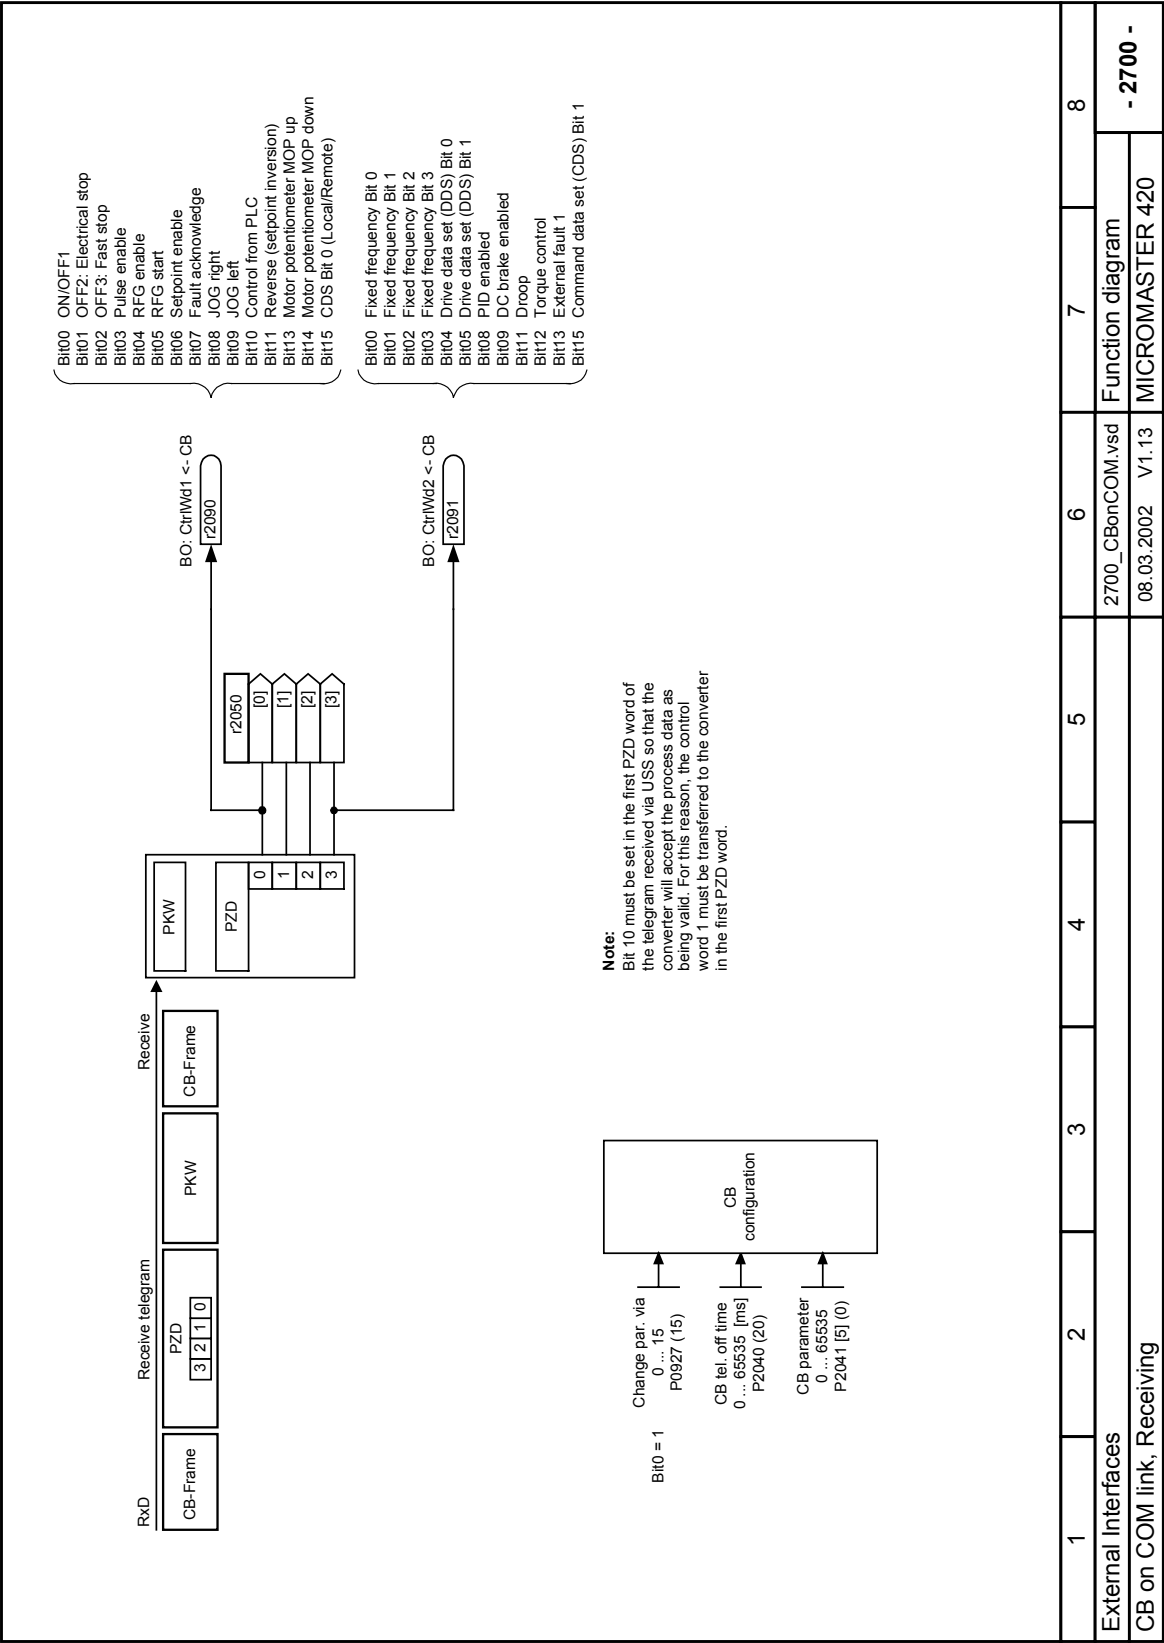 RxD
Receive telegram
Receive
CB-Frame
PZD
3 2 1 0
PKW
CB-Frame
PKW
PZD
0
1
2
3
r2050
[0]
[1]
[2]
[3]
BO: CtrlWd1 <- CB
r2090
BO: CtrlWd2 <- CB
r2091
Bit00 ON/OFF1
Bit01 OFF2: Electrical stop
Bit02 OFF3: Fast stop
Bit03 Pulse enable
Bit04 RFG enable
Bit05 RFG start
Bit06 Setpoint enable
Bit07 Fault acknowledge
Bit08 JOG right
Bit09 JOG left
Bit10 Control from PLC
Bit11 Reverse (setpoint inversion)
Bit13 Motor potentiometer MOP up
Bit14 Motor potentiometer MOP down
Bit15 CDS Bit 0 (Local/Remote)
Bit00 Fixed frequency Bit 0
Bit01 Fixed frequency Bit 1
Bit02 Fixed frequency Bit 2
Bit03 Fixed frequency Bit 3
Bit04 Drive data set (DDS) Bit 0
Bit05 Drive data set (DDS) Bit 1
Bit08 PID enabled
Bit09 DC brake enabled
Bit11 Droop
Bit12 Torque control
Bit13 External fault 1
Bit15 Command data set (CDS) Bit 1
Bit0 = 1
Change par. via
0 ... 15
P0927 (15)
CB tel. off time
0 ... 65535 [ms]
P2040 (20)
CB parameter
0 ... 65535
P2041 [5] (0)
CB
configuration
Note:
Bit 10 must be set in the first PZD word of
the telegram received via USS so that the
converter will accept the process data as
being valid. For this reason, the control
word 1 must be transferred to the converter
in the first PZD word.
1 2 3 4 5 6 7 8
External Interfaces
2700_CBonCOM.vsd
Function diagram
- 2700 -
CB on COM link, Receiving
08.03.2002 V1.13
MICROMASTER 420